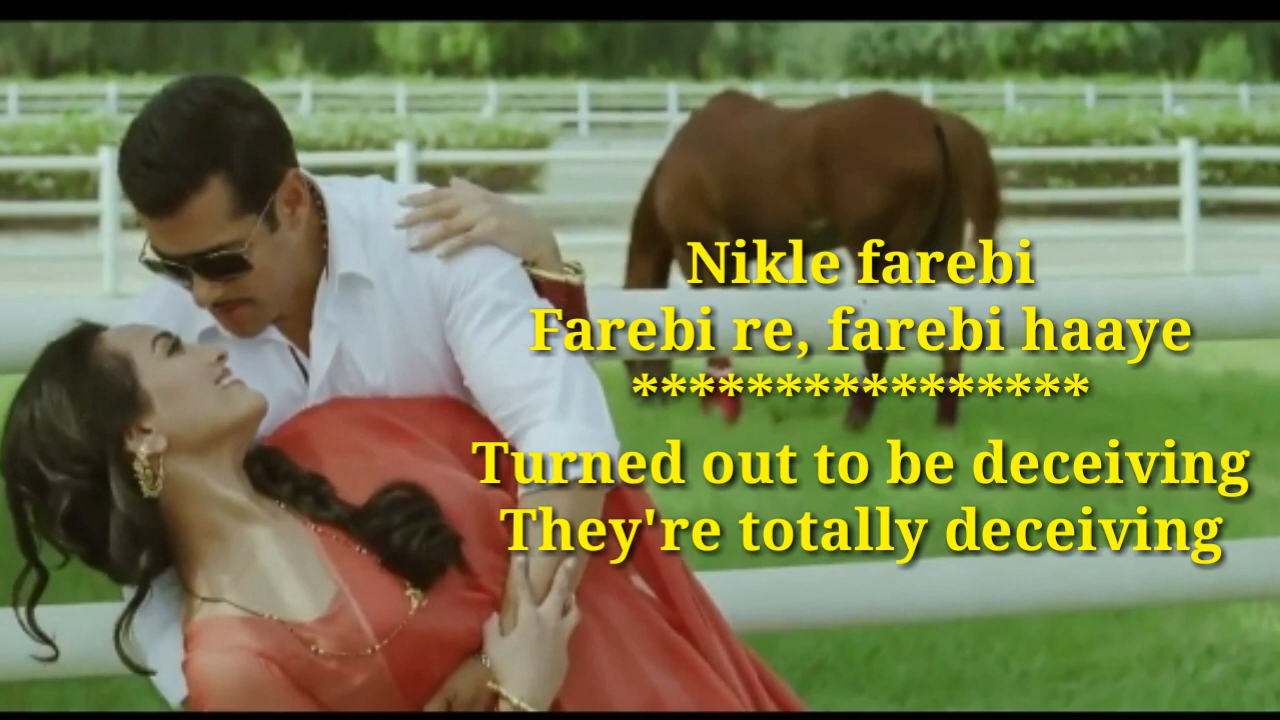 Nikle farebi
Farebi re, farebi haaye
****************
Turned out to be deceiving
They're totally deceiving